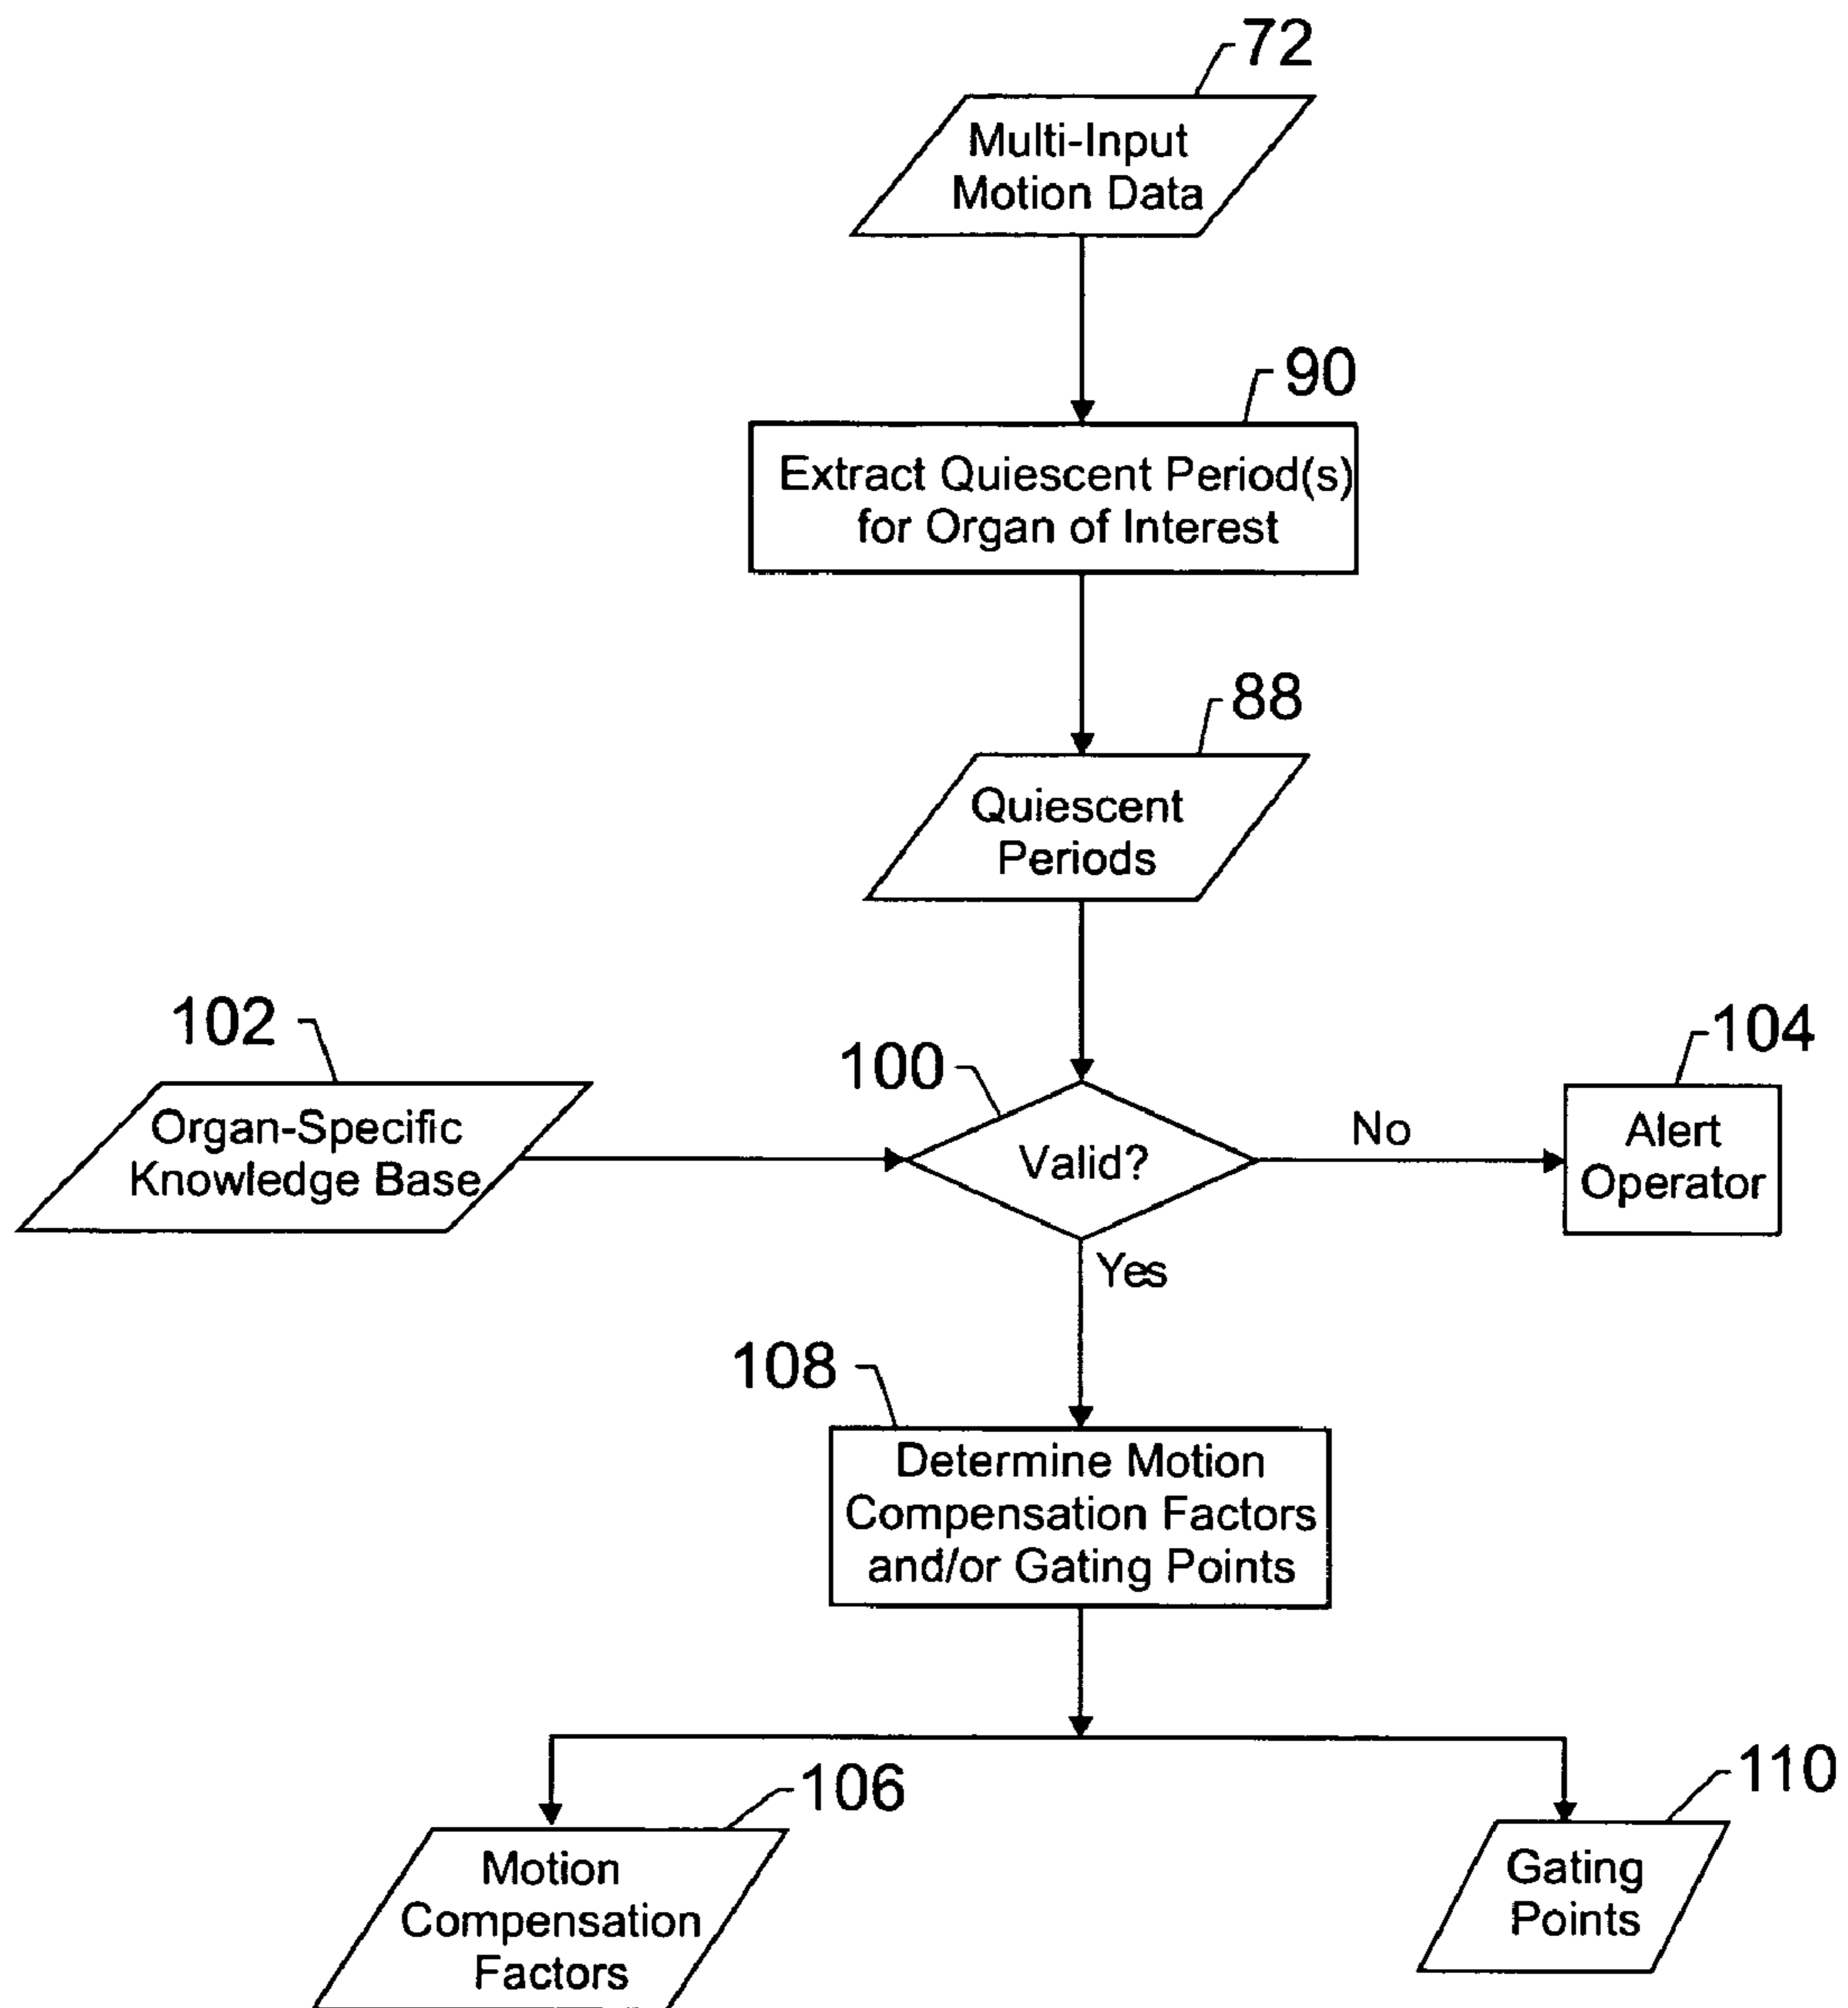 72
Multi-Input
Motion Data
90
Extract Quiescent Period(s)
for Organ of Interest
88
Quiescent
Periods
102
Organ-Specific
Knowledge Base
100
Valid?
No
104
Alert
Operator
Yes
108
Determine Motion
Compensation Factors
and/or Gating Points
106
Motion
Compensation
Factors
110
Gating
Points